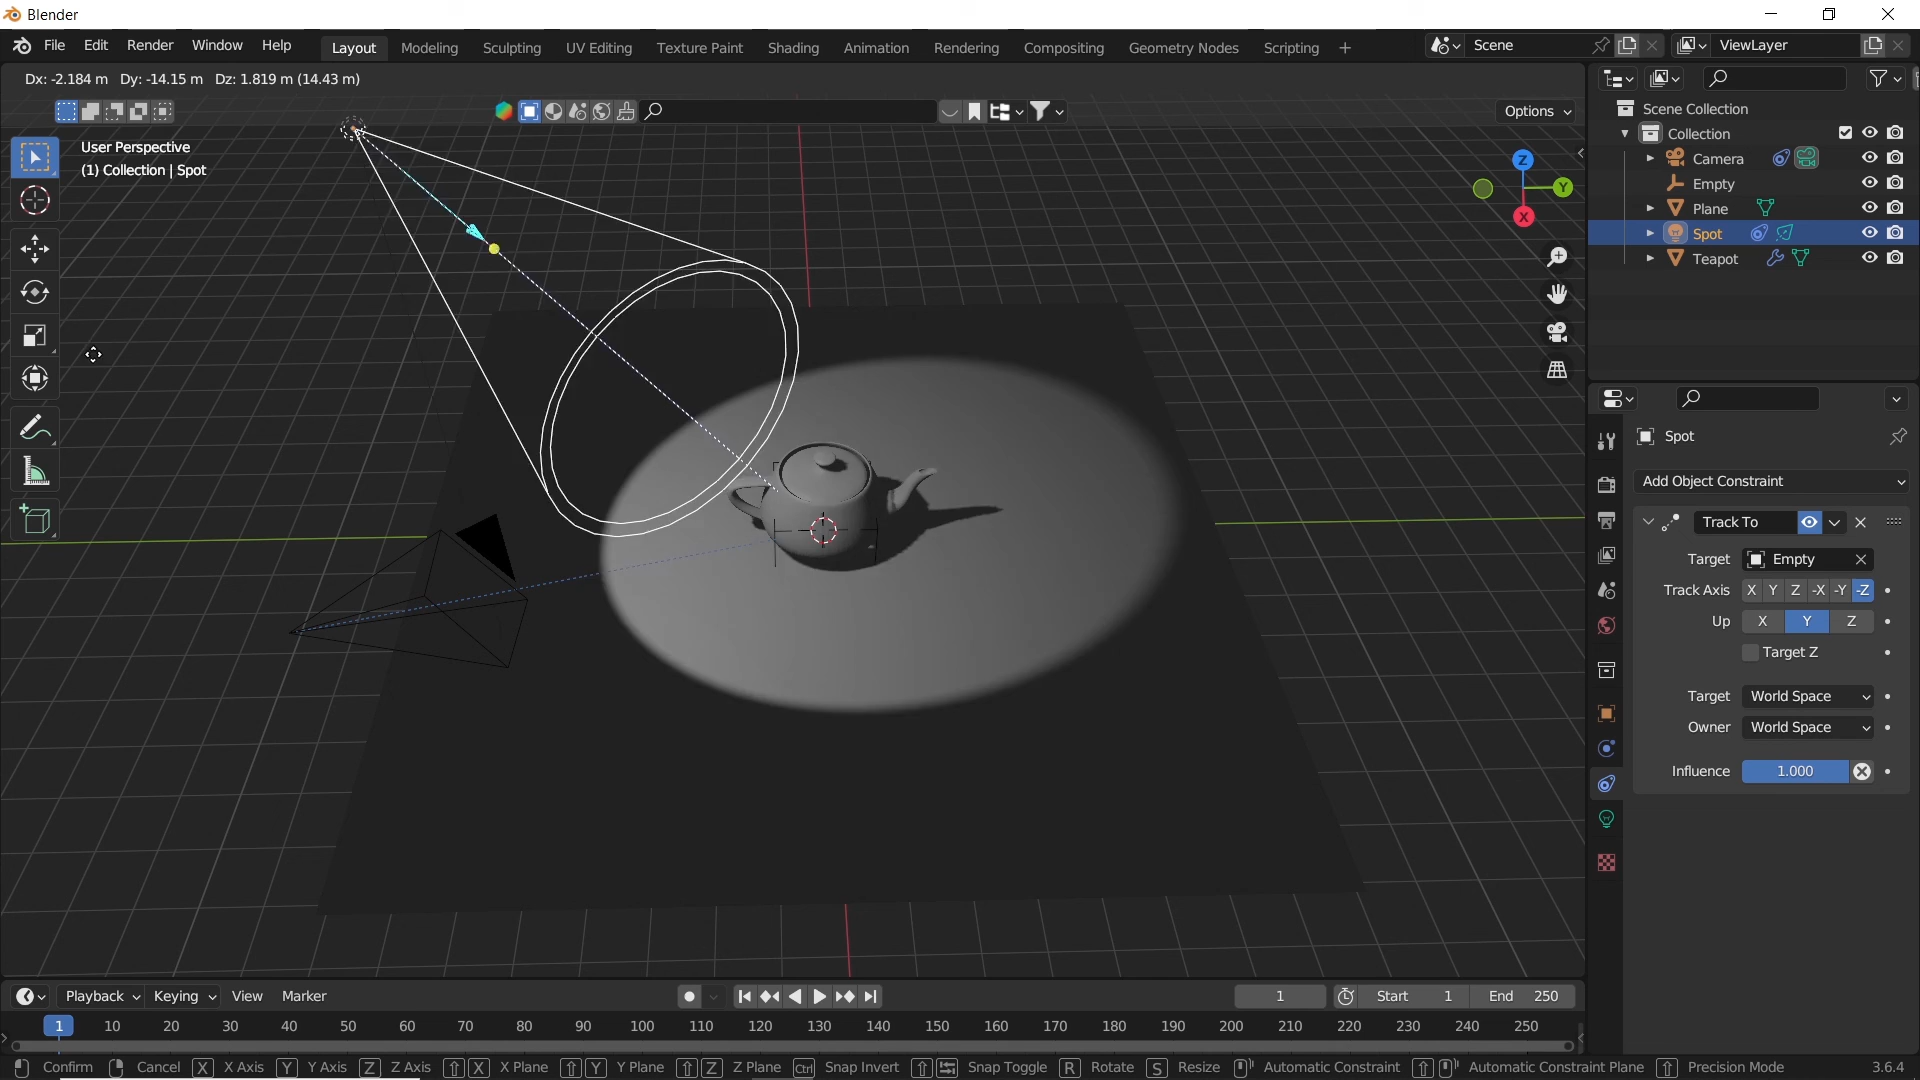 Blender
File Edit Render Window Help Layout Modeling Sculpting UV Editing Texture Paint Shading Animation Rendering Compositing Geometry Nodes Scripting + Scene ViewLayer
Dx: -2.184 m Dy: -14.15 m Dz: 1.819 m (14.43 m)
Options
User Perspective
(1) Collection | Spot
Z
Y
X
Scene Collection
Collection
Camera
Empty
Plane
Spot
Teapot
Spot
Add Object Constraint
Track To
Target Empty
Track Axis X Y Z -X -Y -Z
Up X Y Z
Target Z
Target World Space
Owner World Space
Influence 1.000
Playback Keying View Marker 1 Start 1 End 250
1 10 20 30 40 50 60 70 80 90 100 110 120 130 140 150 160 170 180 190 200 210 220 230 240 250
Confirm Cancel X X Axis Y Y Axis Z Z Axis X X Plane Y Y Plane Z Z Plane Ctrl Snap Invert Snap Toggle R Rotate S Resize Automatic Constraint Automatic Constraint Plane Precision Mode 3.6.4